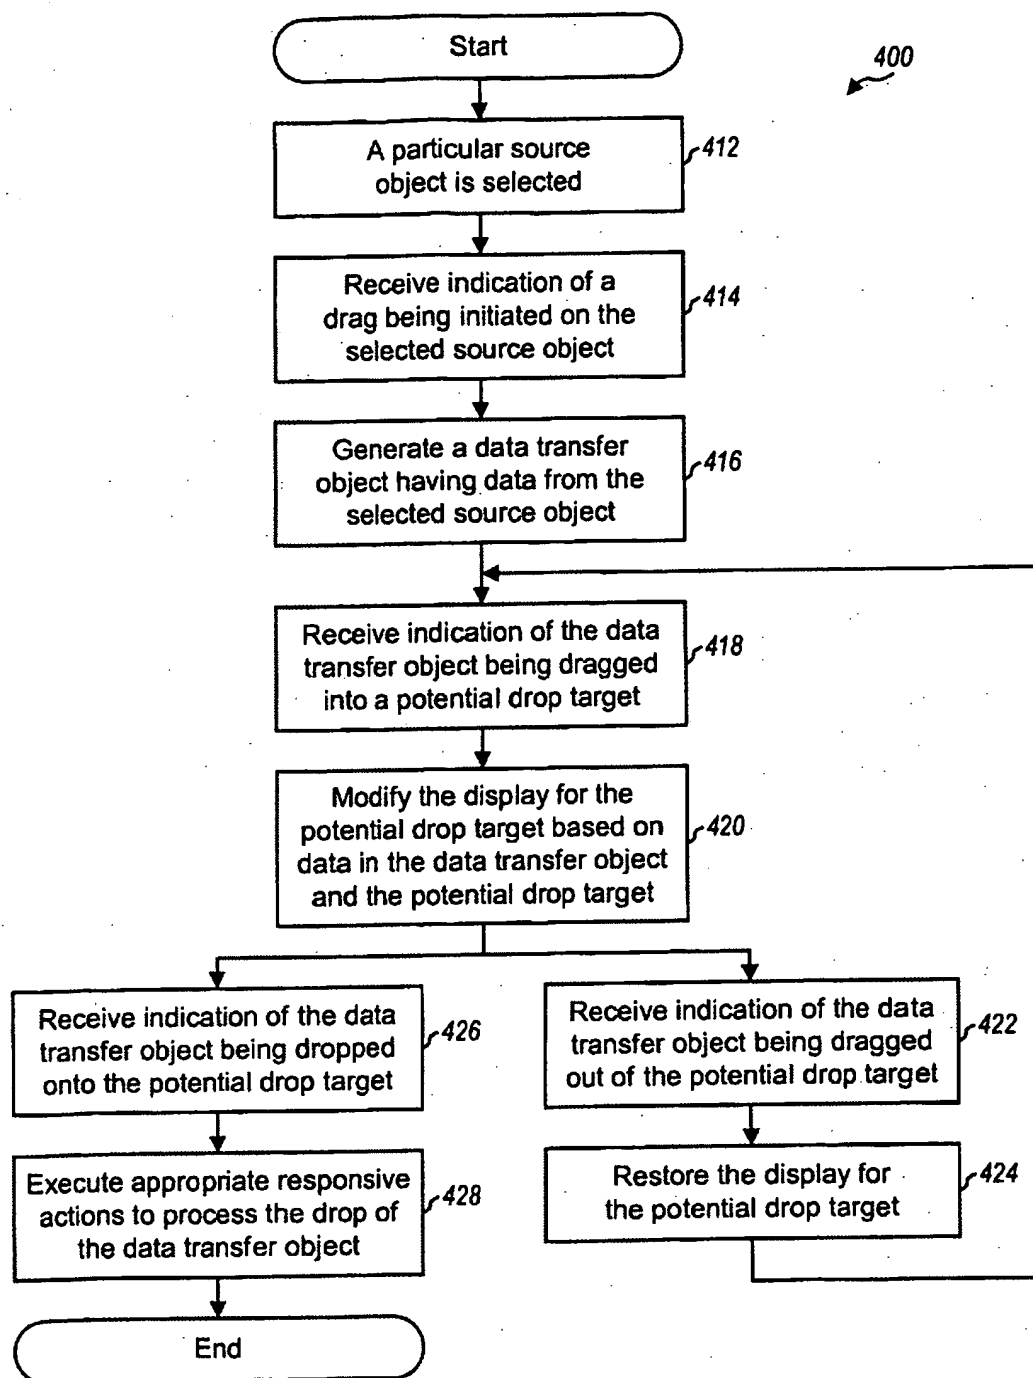 Start
400
A particular source
object is selected
412
Receive indication of a
drag being initiated on the
selected source object
414
Generate a data transfer
object having data from the
selected source object
416
Receive indication of the data
transfer object being dragged
into a potential drop target
418
Modify the display for the
potential drop target based on
data in the data transfer object
and the potential drop target
420
Receive indication of the data
transfer object being dropped
onto the potential drop target
426
Receive indication of the data
transfer object being dragged
out of the potential drop target
422
Execute appropriate responsive
actions to process the drop of
the data transfer object
428
Restore the display for
the potential drop target
424
End